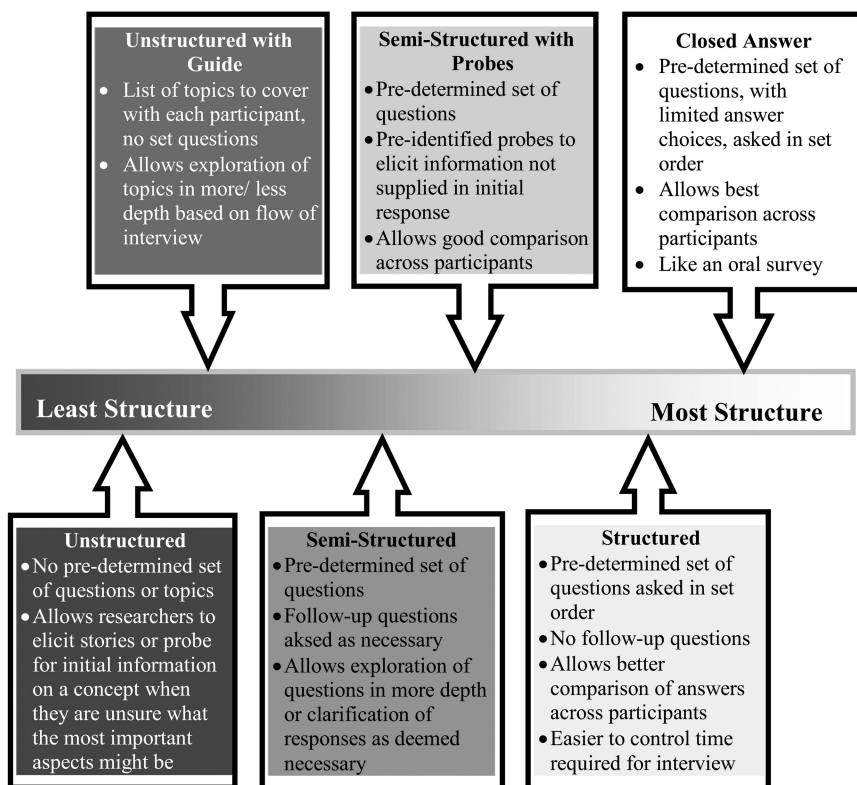 Unstructured with
Guide
• List of topics to cover
with each participant,
no set questions
• Allows exploration of
topics in more/ less
depth based on flow of
interview
Semi-Structured with
Probes
• Pre-determined set of
questions
• Pre-identified probes to
elicit information not
supplied in initial
response
• Allows good comparison
across participants
Closed Answer
• Pre-determined set of
questions, with
limited answer
choices, asked in set
order
• Allows best
comparison across
participants
• Like an oral survey
Least Structure
Most Structure
Unstructured
• No pre-determined set
of questions or topics
• Allows researchers to
elicit stories or probe
for initial information
on a concept when
they are unsure what
the most important
aspects might be
Semi-Structured
• Pre-determined set of
questions
• Follow-up questions
aksed as necessary
• Allows exploration of
questions in more depth
or clarification of
responses as deemed
necessary
Structured
• Pre-determined set of
questions asked in set
order
• No follow-up questions
• Allows better
comparison of answers
across participants
• Easier to control time
required for interview